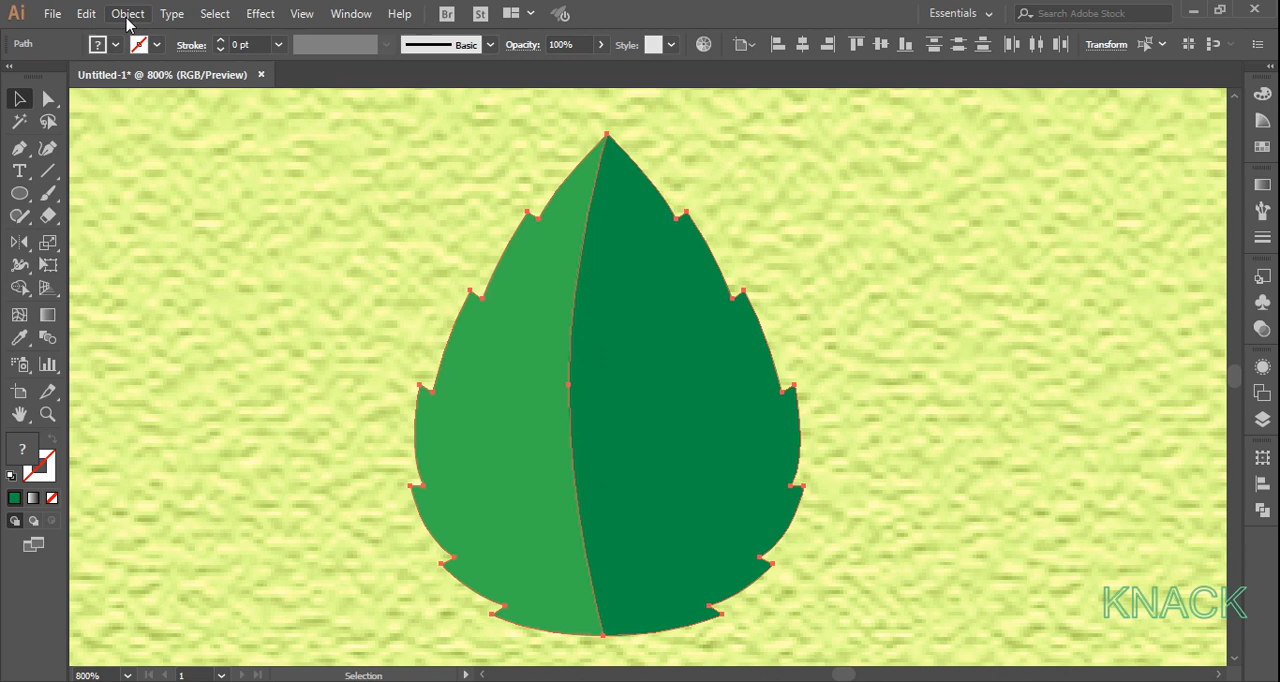 Ai File Edit Object Type Select Effect View Window Help Br St Essentials Search Adobe Stock
Path ? Stroke: 0 pt Basic Opacity: 100% Style: Transform
Untitled-1* @ 800% (RGB/Preview)
T
?
KNACK
800% 1 Selection